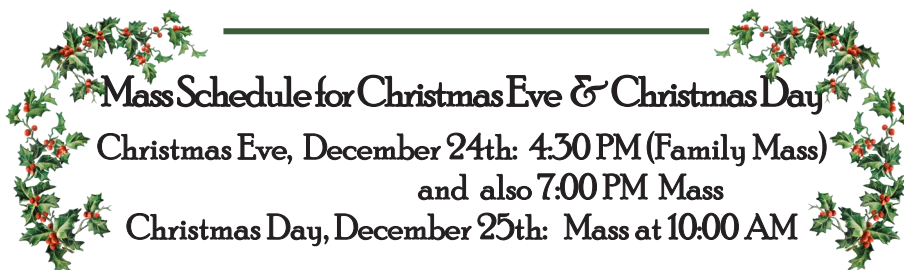 Mass Schedule for Christmas Eve & Christmas Day
Christmas Eve, December 24th: 4:30 PM (Family Mass)
and also 7:00 PM Mass
Christmas Day, December 25th: Mass at 10:00 AM